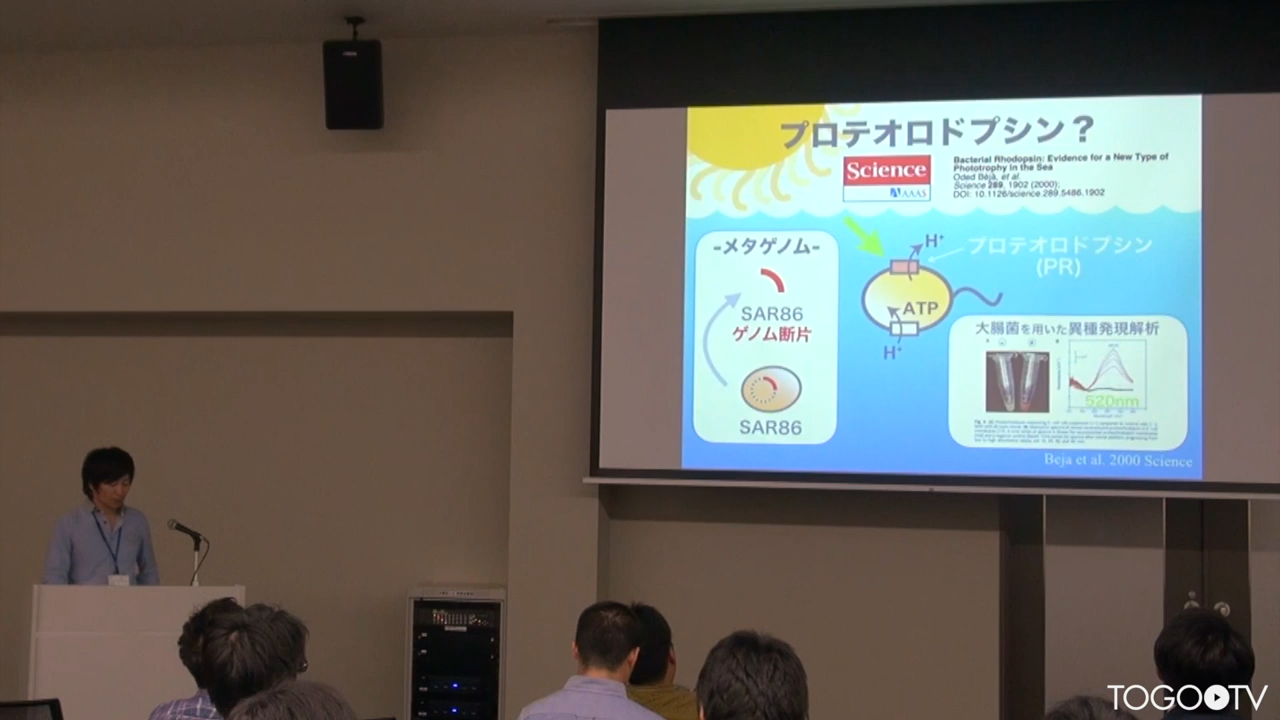 プロテオロドプシン？
Science
AAAS
Bacterial Rhodopsin: Evidence for a New Type of
Phototrophy in the Sea
Oded Béjà, et al.
Science 289, 1902 (2000);
DOI: 10.1126/science.289.5486.1902
-メタゲノム-
SAR86
ゲノム断片
SAR86
H+
プロテオロドプシン
(PR)
ATP
H+
大腸菌を用いた異種発現解析
520nm
Beja et al. 2000 Science
TOGOTV